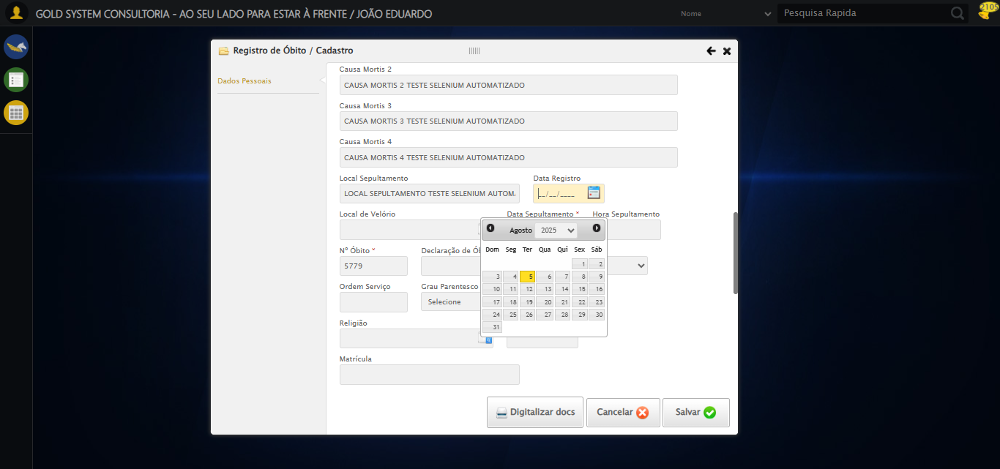 GOLD SYSTEM CONSULTORIA - AO SEU LADO PARA ESTAR À FRENTE / JOÃO EDUARDO
Nome
Pesquisa Rapida
2105
Registro de Óbito / Cadastro
Dados Pessoais
Causa Mortis 2
CAUSA MORTIS 2 TESTE SELENIUM AUTOMATIZADO
Causa Mortis 3
CAUSA MORTIS 3 TESTE SELENIUM AUTOMATIZADO
Causa Mortis 4
CAUSA MORTIS 4 TESTE SELENIUM AUTOMATIZADO
Local Sepultamento Data Registro
LOCAL SEPULTAMENTO TESTE SELENIUM AUTOM __/__/____
Local de Velório Data Sepultamento * Hora Sepultamento
Agosto 2025
Dom Seg Ter Qua Qui Sex Sáb
1 2
3 4 5 6 7 8 9
10 11 12 13 14 15 16
17 18 19 20 21 22 23
24 25 26 27 28 29 30
31
Nº Óbito * Declaração de Ób
5779
Ordem Serviço Grau Parentesco
Selecione
Religião
Matrícula
Digitalizar docs Cancelar Salvar